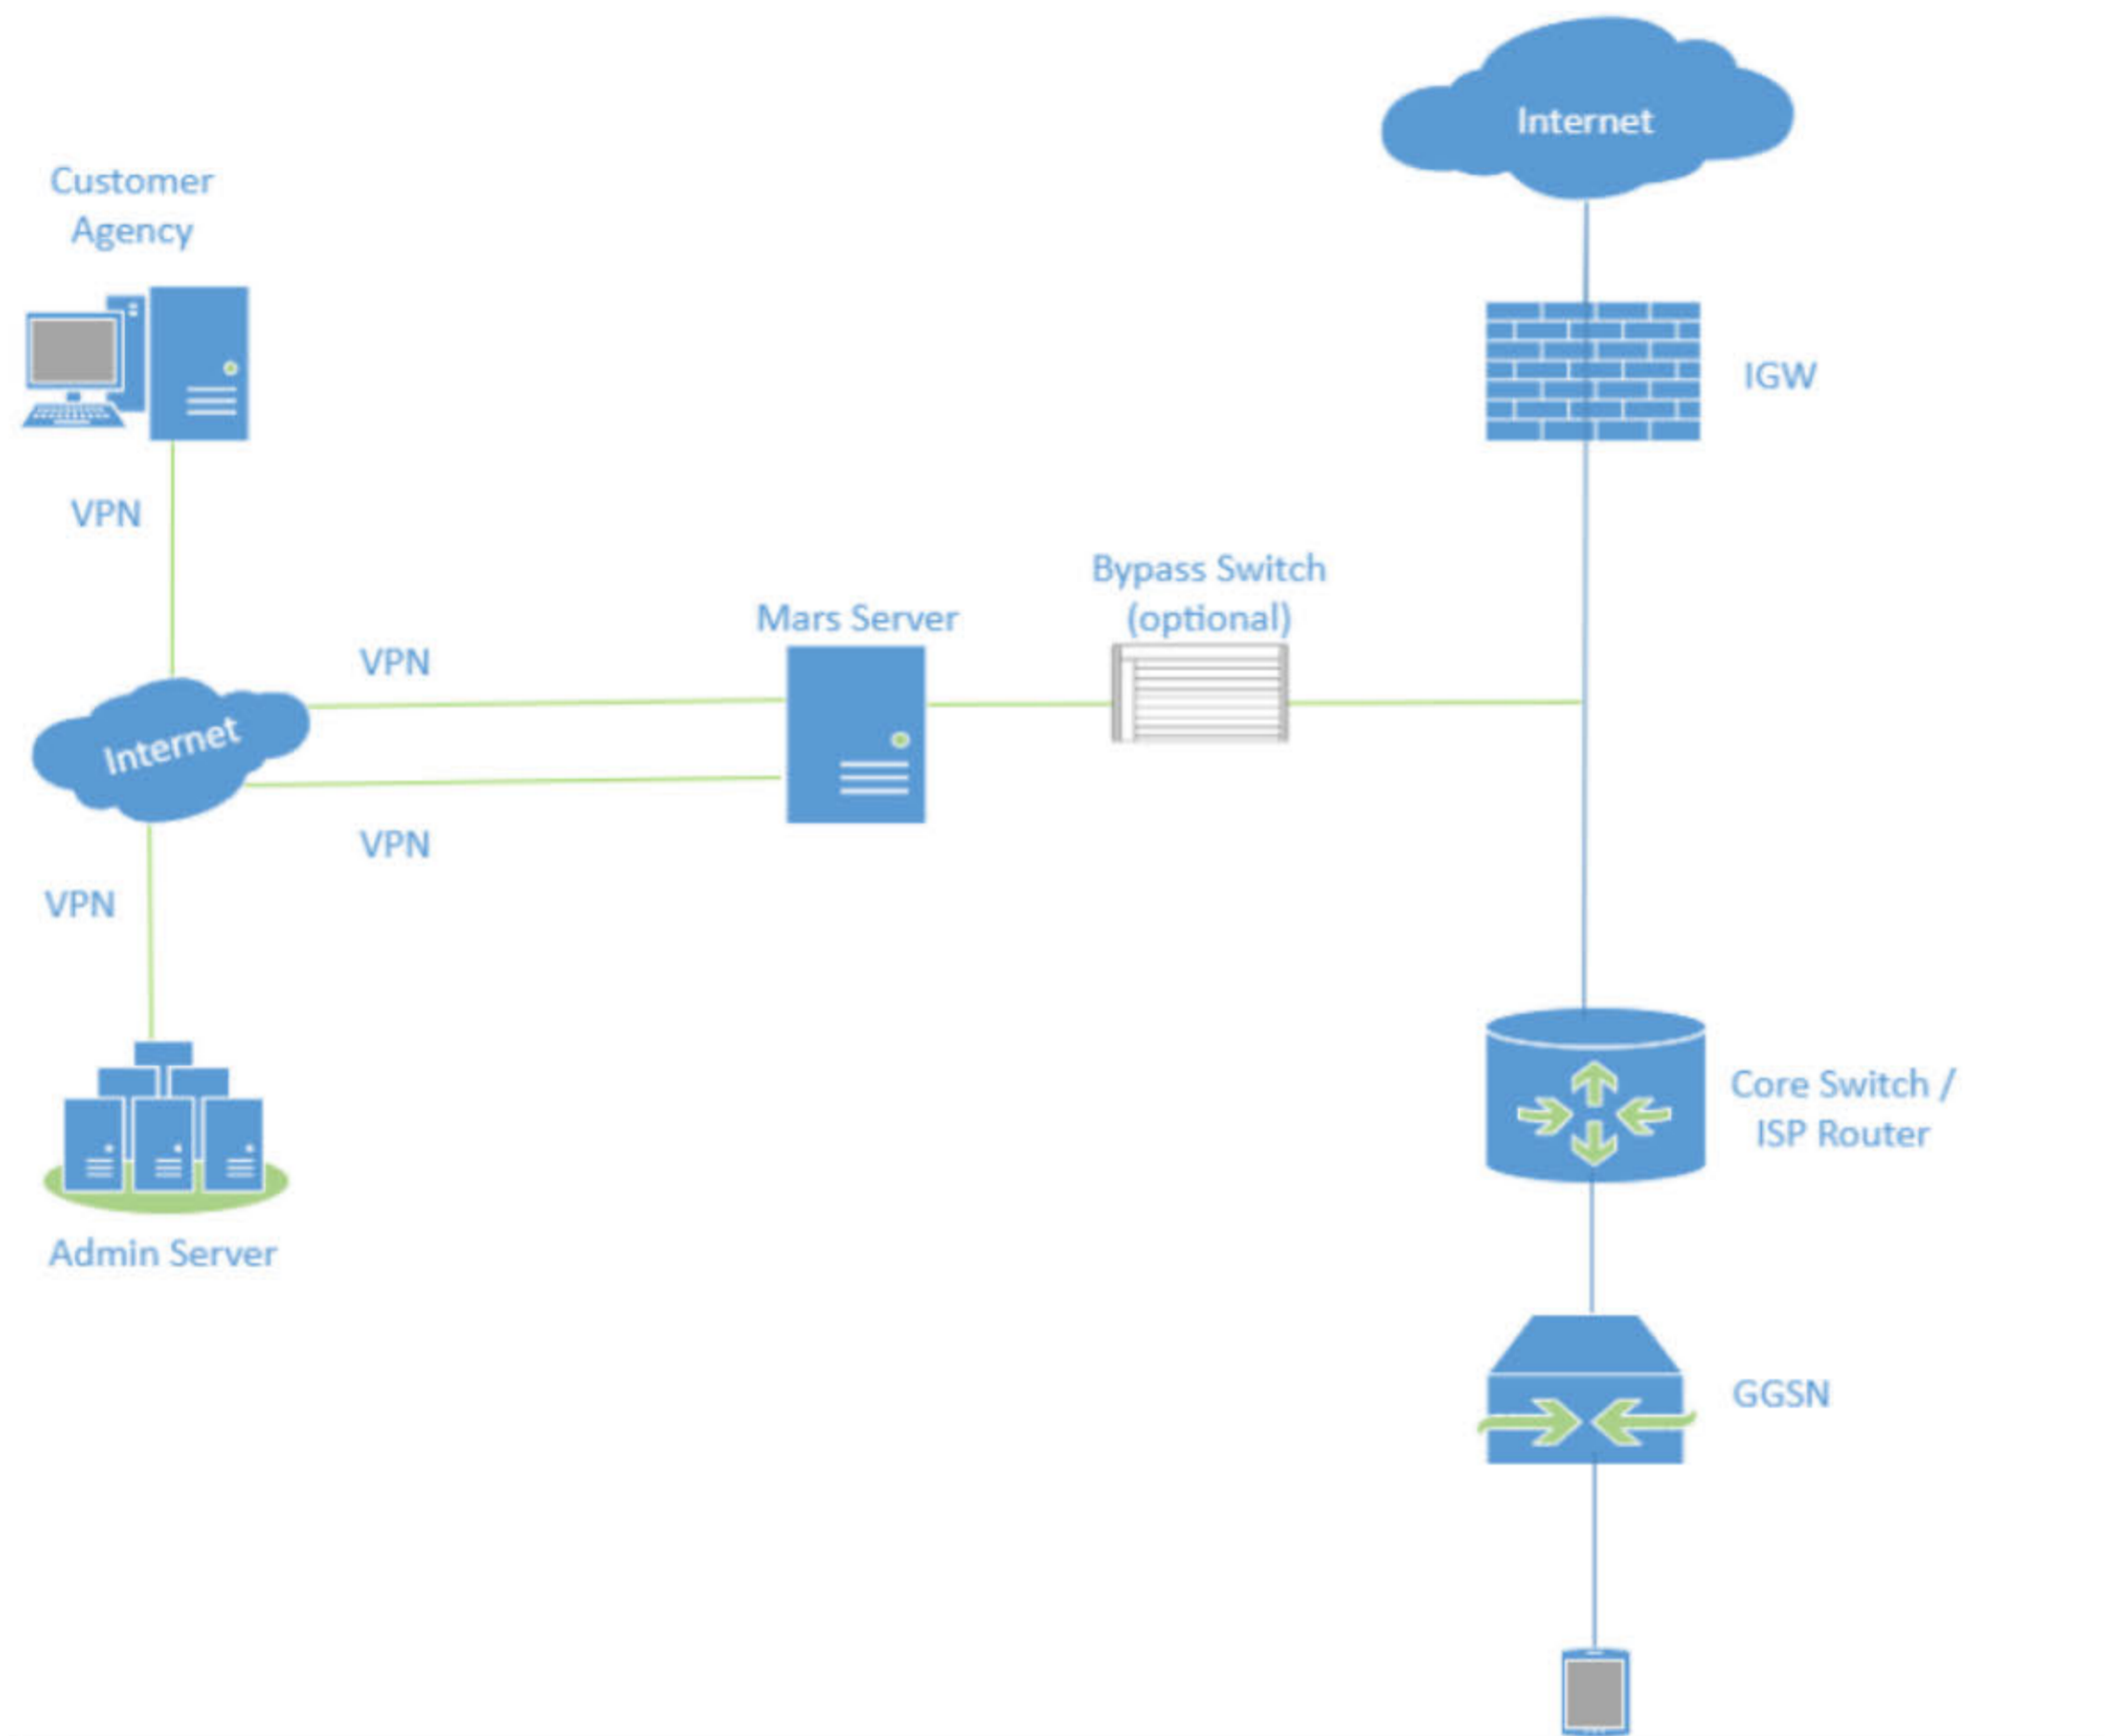 Internet
Customer
Agency
IGW
VPN
Bypass Switch
(optional)
Mars Server
VPN
Internet
VPN
VPN
Core Switch /
ISP Router
Admin Server
GGSN